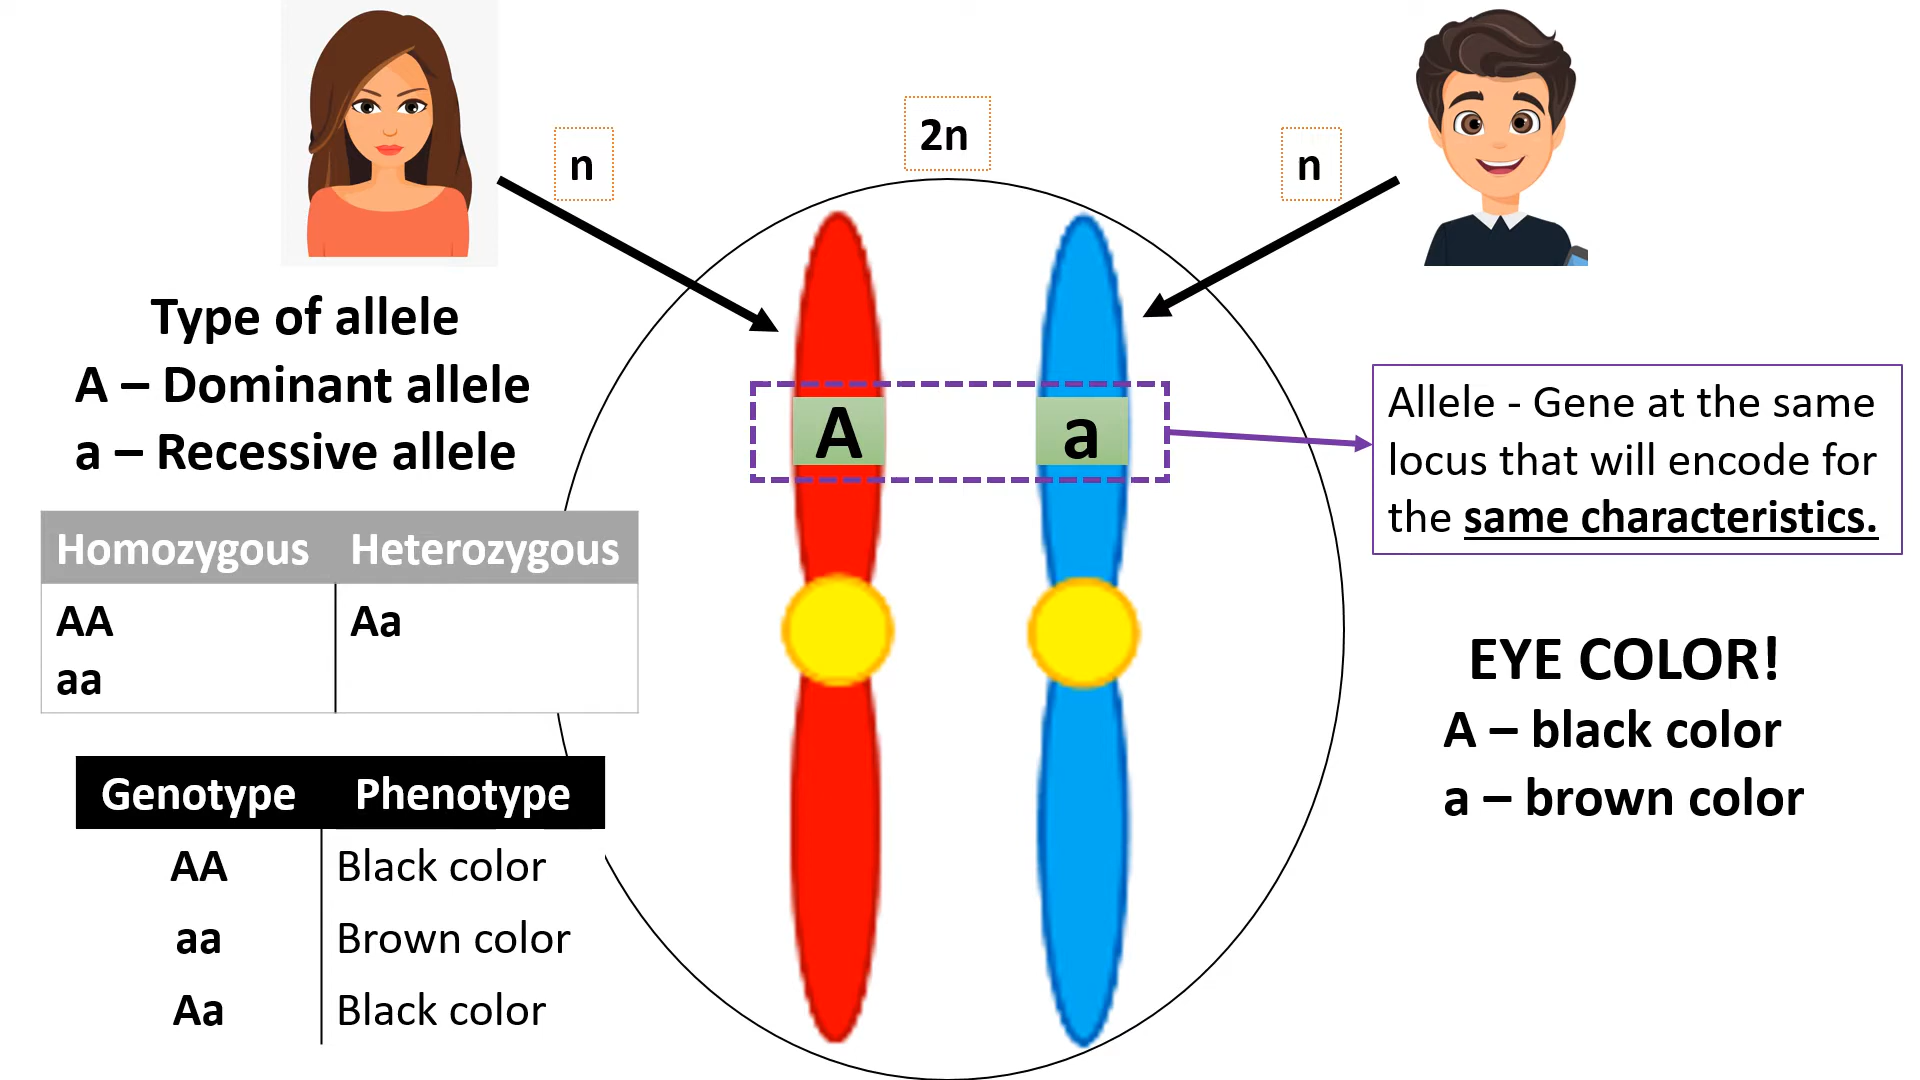 n
2n
n
Type of allele
A – Dominant allele
a – Recessive allele
A
a
Allele - Gene at the same
locus that will encode for
the same characteristics.
Homozygous Heterozygous
AA Aa
aa
EYE COLOR!
A – black color
a – brown color
Genotype Phenotype
AA Black color
aa Brown color
Aa Black color